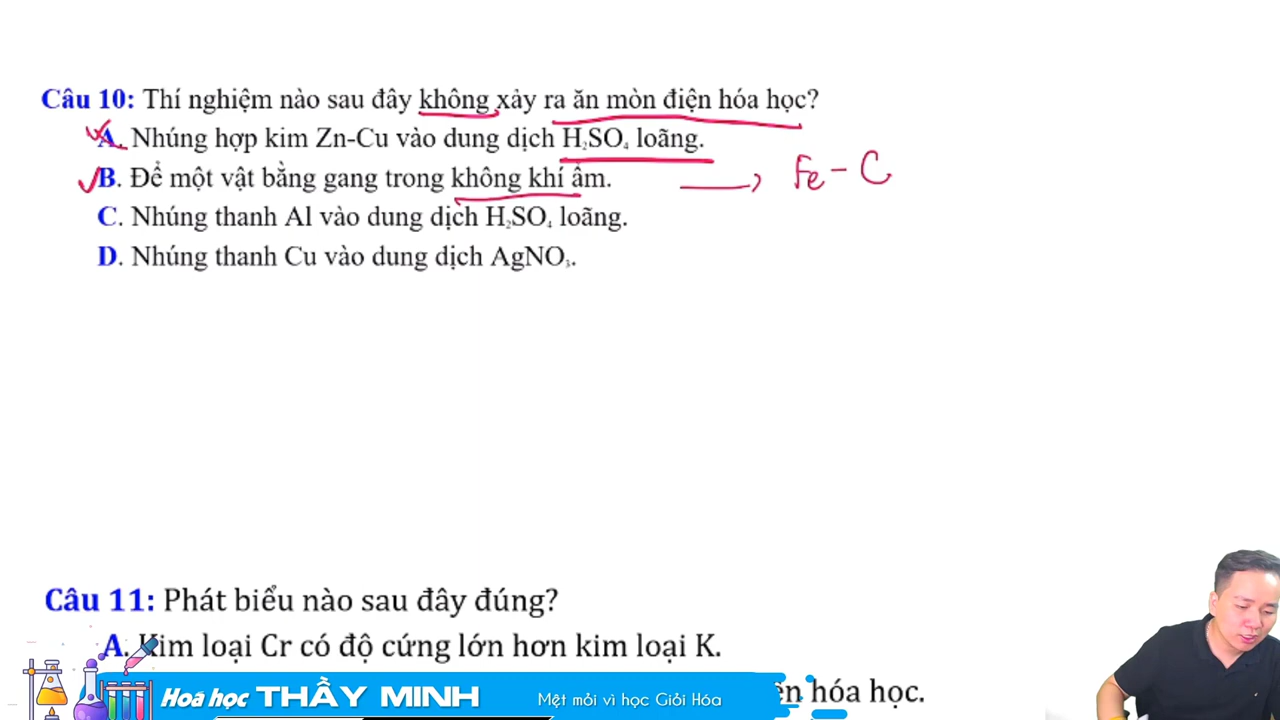 Câu 10: Thí nghiệm nào sau đây không xảy ra ăn mòn điện hóa học?
A. Nhúng hợp kim Zn-Cu vào dung dịch H₂SO₄ loãng.
B. Để một vật bằng gang trong không khí ẩm.
Fe - C
C. Nhúng thanh Al vào dung dịch H₂SO₄ loãng.
D. Nhúng thanh Cu vào dung dịch AgNO₃.
Câu 11: Phát biểu nào sau đây đúng?
A. Kim loại Cr có độ cứng lớn hơn kim loại K.
hóa học.
Hoá học THẦY MINH
Mệt mỏi vì học Giỏi Hóa